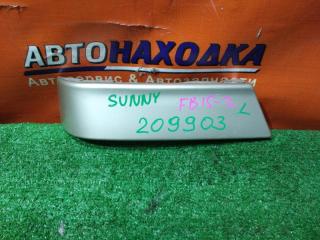 АВТОНАХОДКА
Автосервис & Автозапчасти
SUNNY FB15-3 L
209903